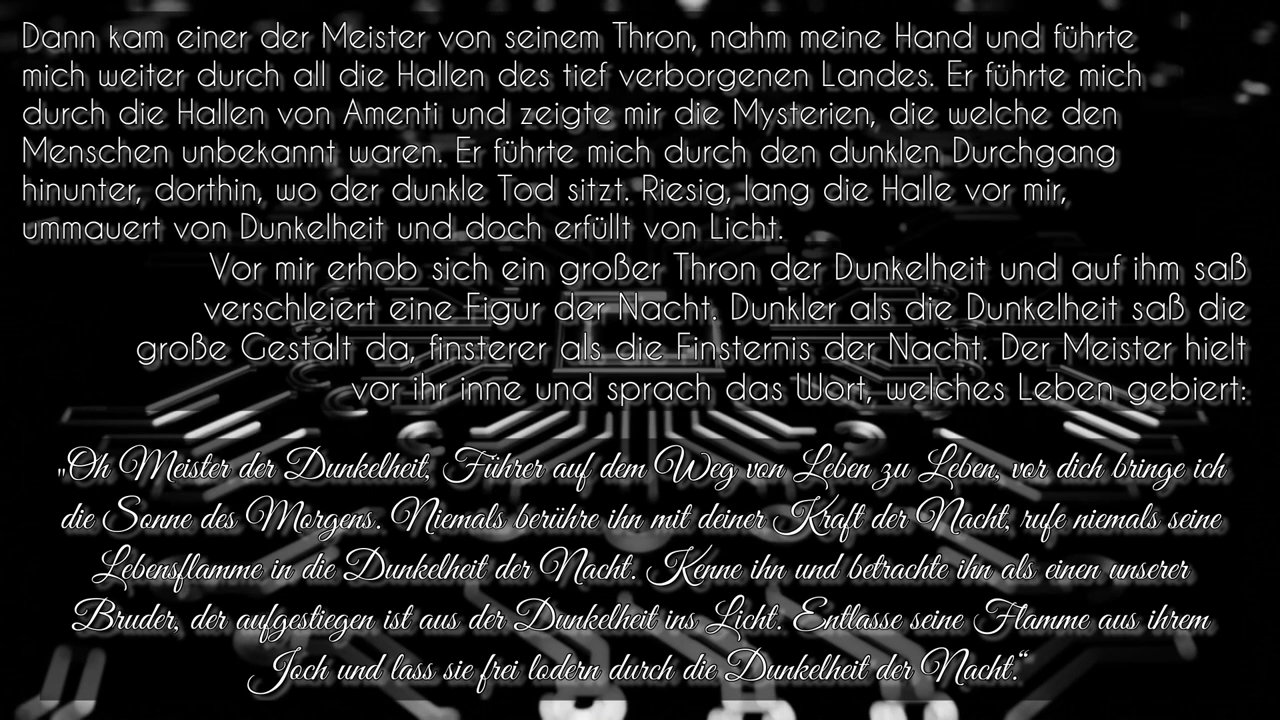 Dann kam einer der Meister von seinem Thron, nahm meine Hand und führte
mich weiter durch all die Hallen des tief verborgenen Landes. Er führte mich
durch die Hallen von Amenti und zeigte mir die Mysterien, die welche den
Menschen unbekannt waren. Er führte mich durch den dunklen Durchgang
hinunter, dorthin, wo der dunkle Tod sitzt. Riesig, lang die Halle vor mir,
ummauert von Dunkelheit und doch erfüllt von Licht.
Vor mir erhob sich ein großer Thron der Dunkelheit und auf ihm saß
verschleiert eine Figur der Nacht. Dunkler als die Dunkelheit saß die
große Gestalt da, finsterer als die Finsternis der Nacht. Der Meister hielt
vor ihr inne und sprach das Wort, welches Leben gebiert:
"Oh Meister der Dunkelheit, Führer auf dem Weg von Leben zu Leben, vor dich bringe ich
die Sonne des Morgens. Niemals berühre ihn mit deiner Kraft der Nacht, rufe niemals seine
Lebensflamme in die Dunkelheit der Nacht. Kenne ihn und betrachte ihn als einen unserer
Bruder, der aufgestiegen ist aus der Dunkelheit ins Licht. Entlasse seine Flamme aus ihrem
Joch und lass sie frei lodern durch die Dunkelheit der Nacht.“